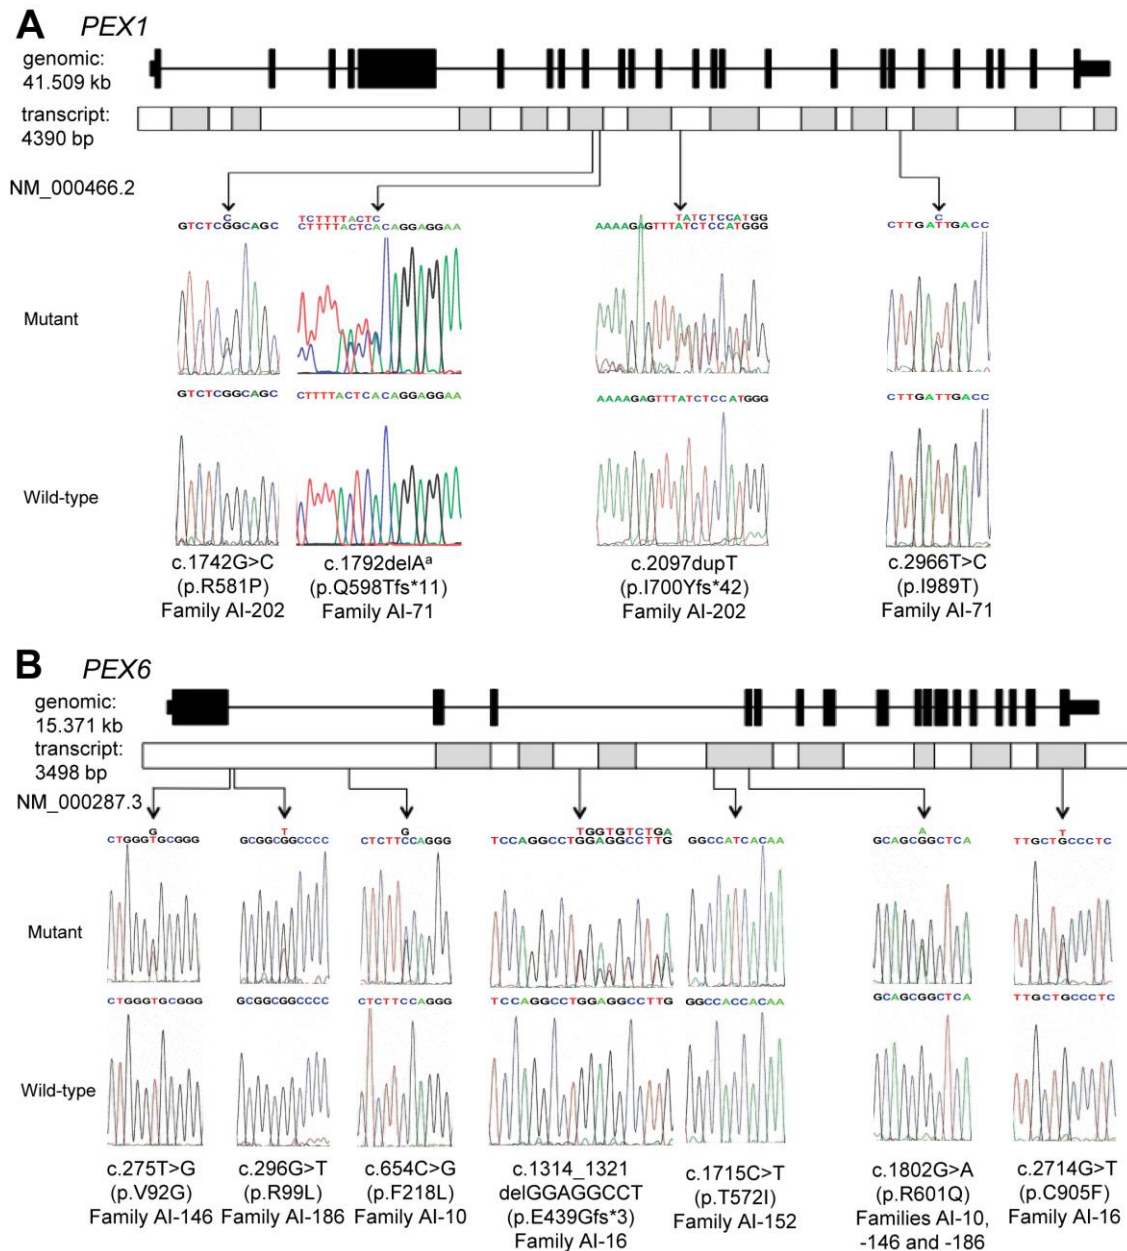 A PEX1
genomic:
41.509 kb
transcript:
4390 bp
NM_000466.2
C
GTCTCGGCAGC
TCTTTTACTC
CTTTTACTCACAGGAGGAA
TATCTCCATGG
AAAAGAGTTTATCTCCATGGG
C
CTTGATTGACC
Mutant
GTCTCGGCAGC
CTTTTACTCACAGGAGGAA
AAAAGAGTTTATCTCCATGGG
CTTGATTGACC
Wild-type
c.1742G>C
(p.R581P)
Family AI-202
c.1792delAᵃ
(p.Q598Tfs*11)
Family AI-71
c.2097dupT
(p.I700Yfs*42)
Family AI-202
c.2966T>C
(p.I989T)
Family AI-71
B PEX6
genomic:
15.371 kb
transcript:
3498 bp
NM_000287.3
G
CTGGGTGCGGG
T
GCGGCGGCCCC
G
CTCTTCCAGGG
TGGTGTCTGA
TCCAGGCCTGGAGGCCTTG
GGCCATCACAA
A
GCAGCGGCTCA
T
TTGCTGCCCTC
Mutant
CTGGGTGCGGG
GCGGCGGCCCC
CTCTTCCAGGG
TCCAGGCCTGGAGGCCTTG
GGCCACCACAA
GCAGCGGCTCA
TTGCTGCCCTC
Wild-type
c.275T>G
(p.V92G)
Family AI-146
c.296G>T
(p.R99L)
Family AI-186
c.654C>G
(p.F218L)
Family AI-10
c.1314_1321
delGGAGGCCT
(p.E439Gfs*3)
Family AI-16
c.1715C>T
(p.T572I)
Family AI-152
c.1802G>A
(p.R601Q)
Families AI-10,
-146 and -186
c.2714G>T
(p.C905F)
Family AI-16